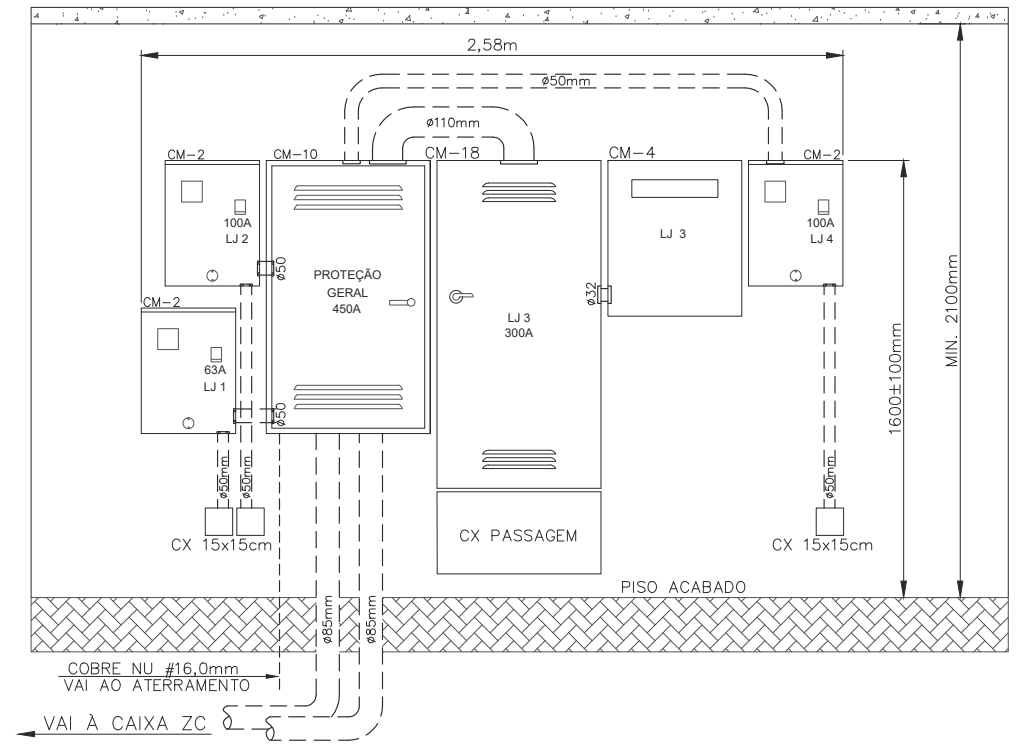 2,58m
ø50mm
ø110mm
CM-2
CM-10
CM-18
CM-4
CM-2
100A
LJ 2
ø50
PROTEÇÃO
GERAL
450A
LJ 3
300A
ø32
LJ 3
100A
LJ 4
CM-2
63A
LJ 1
ø50
1600±100mm
MIN. 2100mm
ø50mm
ø50mm
ø50mm
CX 15x15cm
CX PASSAGEM
CX 15x15cm
PISO ACABADO
ø85mm
ø85mm
COBRE NU #16,0mm
VAI AO ATERRAMENTO
VAI À CAIXA ZC